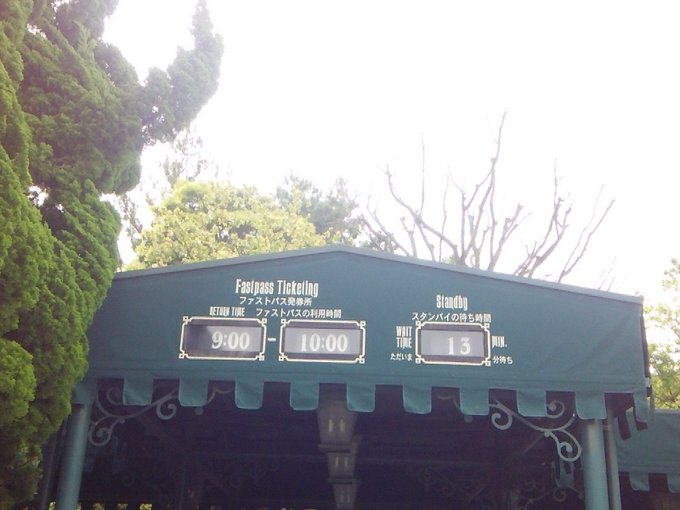 Fastpass Ticketing
ファストパス発券所
RETURN TIME ファストパスの利用時間
9:00 - 10:00
Standby
スタンバイの待ち時間
WAIT TIME 13 MIN.
ただいま 分待ち